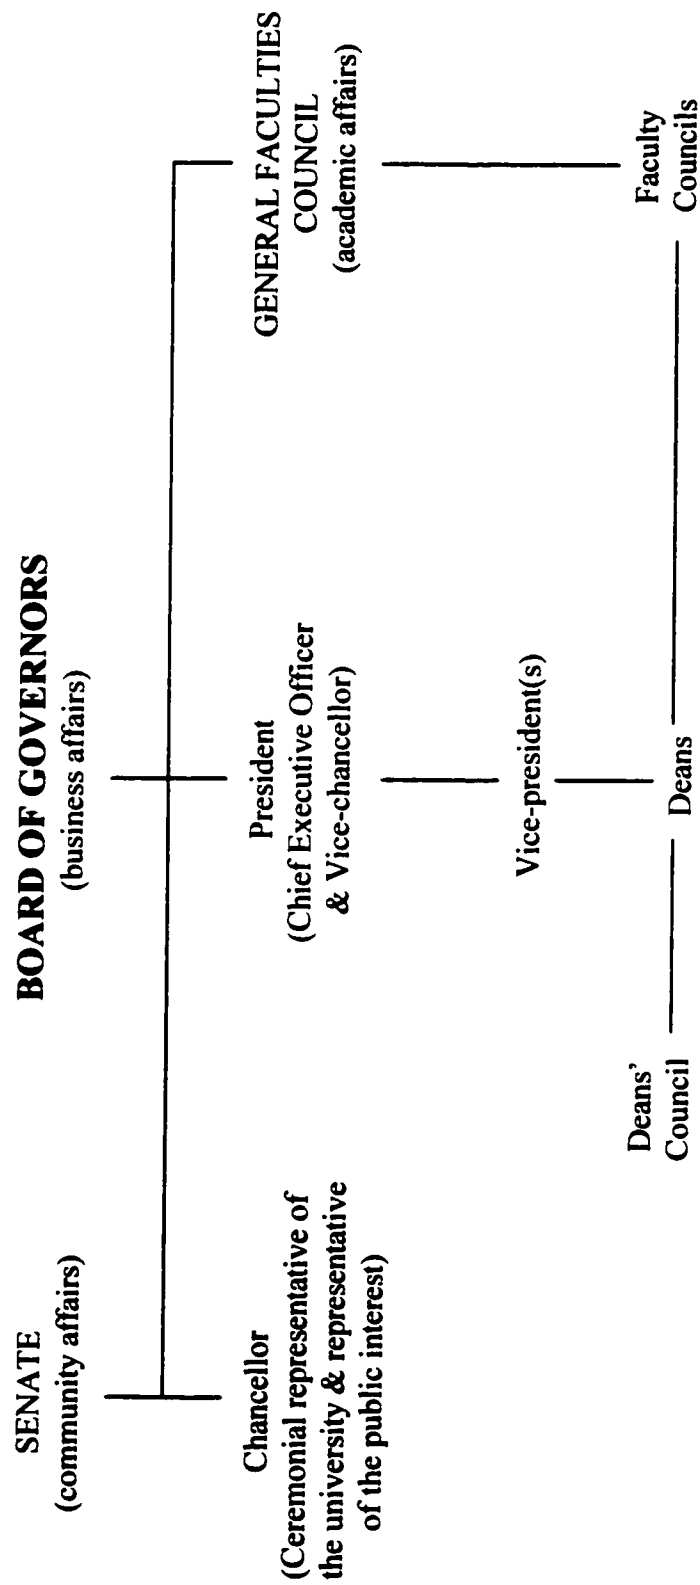 SENATE
(community affairs)
BOARD OF GOVERNORS
(business affairs)
Chancellor
(Ceremonial representative of
the university & representative
of the public interest)
President
(Chief Executive Officer
& Vice-chancellor)
GENERAL FACULTIES
COUNCIL
(academic affairs)
Vice-president(s)
Deans'
Council
Deans
Faculty
Councils